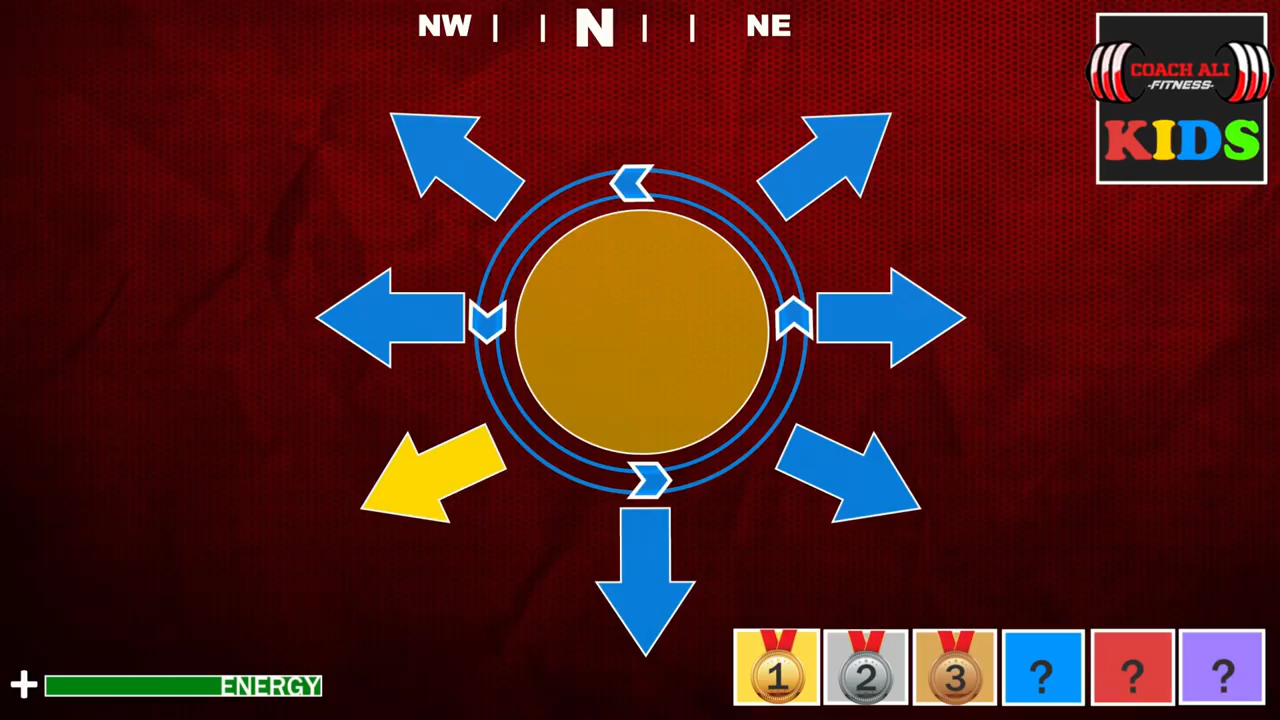 NW | | N | | NE
COACH ALI
-FITNESS-
KIDS
1 2 3 ? ? ?
+ ENERGY